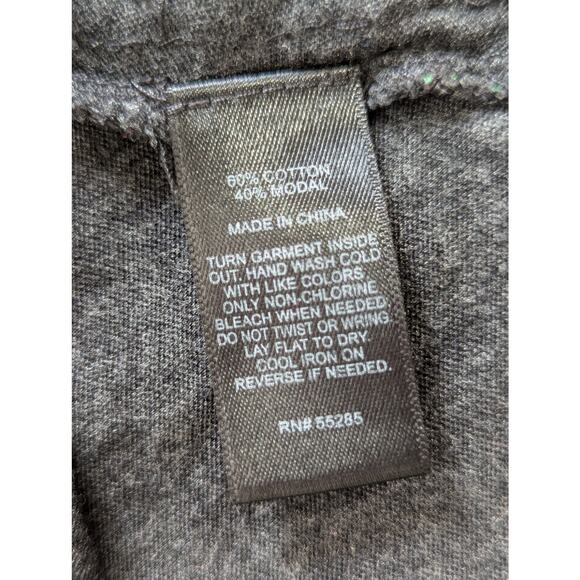 60% COTTON
40% MODAL
MADE IN CHINA
TURN GARMENT INSIDE
OUT. HAND WASH COLD
WITH LIKE COLORS.
ONLY NON-CHLORINE
BLEACH WHEN NEEDED.
DO NOT TWIST OR WRING.
LAY FLAT TO DRY.
COOL IRON ON
REVERSE IF NEEDED.
RN# 55285